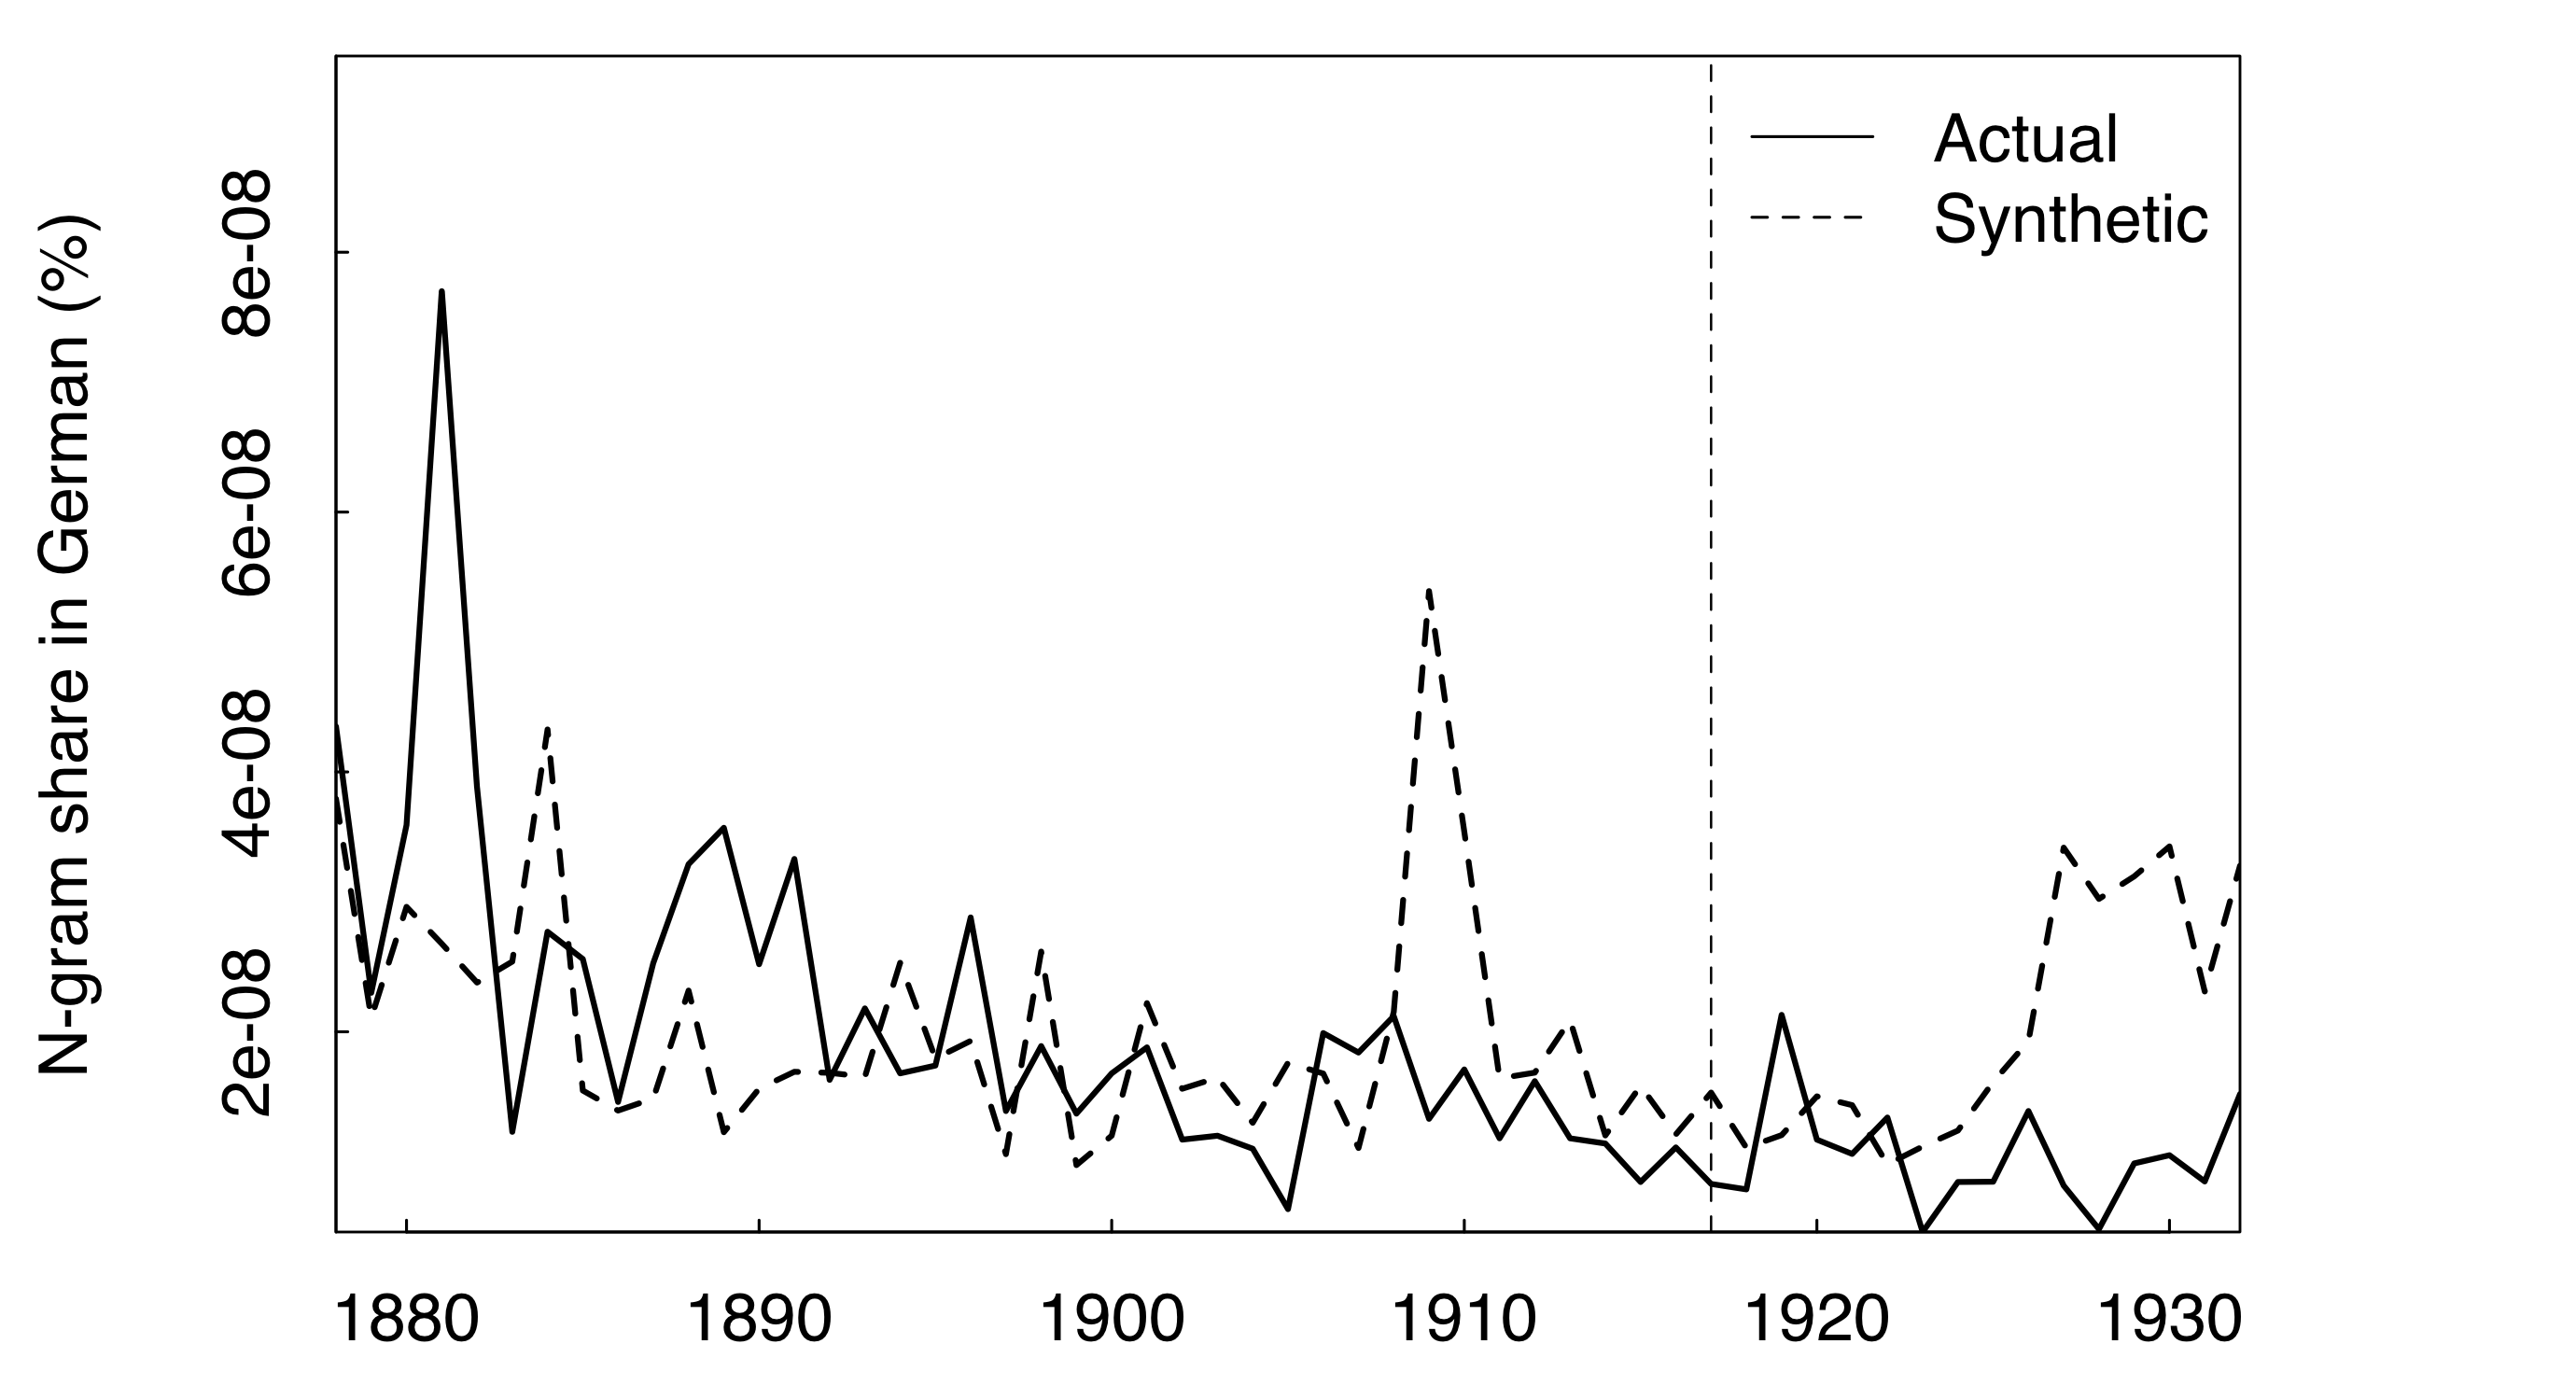 N-gram share in German (%)
8e-08
6e-08
4e-08
2e-08
Actual
Synthetic
1880 1890 1900 1910 1920 1930